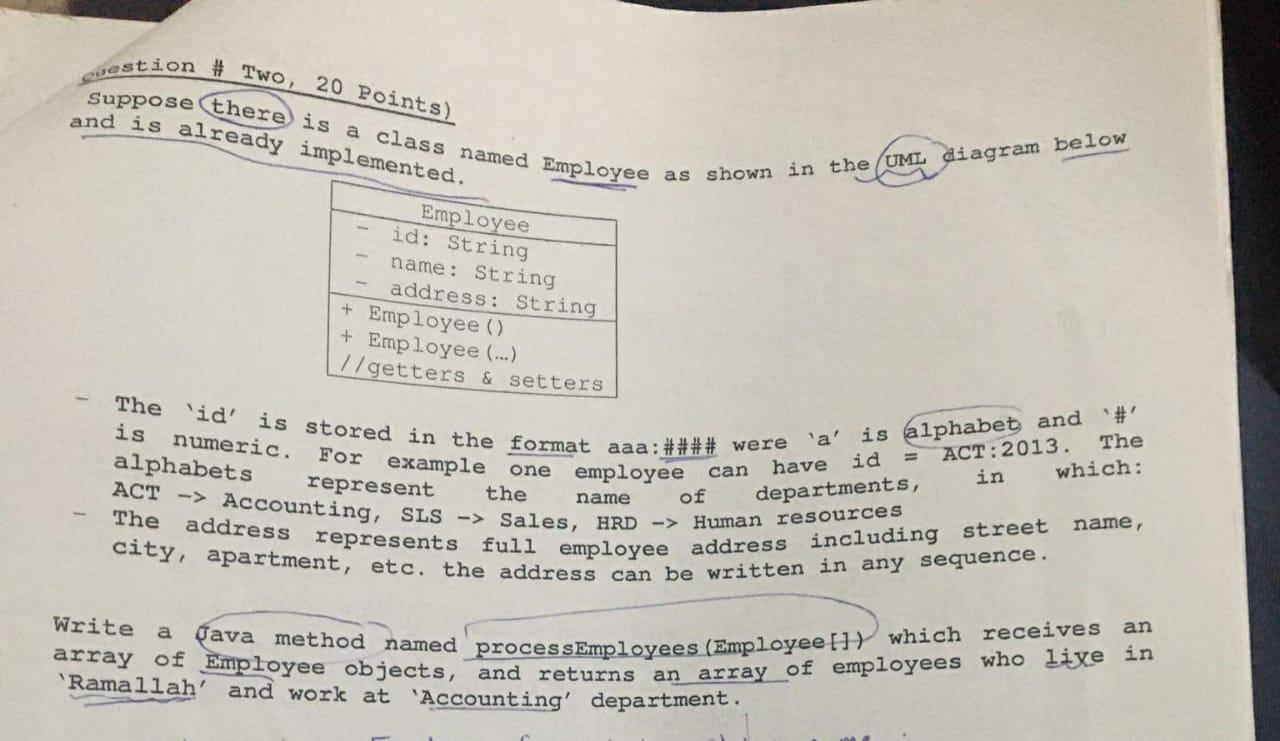 Question # Two, 20 Points)
Suppose there is a class named Employee as shown in the UML diagram below
and is already implemented.
Employee
- id: String
- name: String
- address: String
+ Employee()
+ Employee(…)
//getters & setters
- The ‘id’ is stored in the format aaa:#### were ‘a’ is alphabet and ‘#’
is numeric. For example one employee can have id = ACT:2013. The
alphabets represent the name of departments, in which:
ACT -> Accounting, SLS -> Sales, HRD -> Human resources
- The address represents full employee address including street name,
city, apartment, etc. the address can be written in any sequence.
Write a Java method named processEmployees(Employee[]) which receives an
array of Employee objects, and returns an array of employees who live in
‘Ramallah’ and work at ‘Accounting’ department.